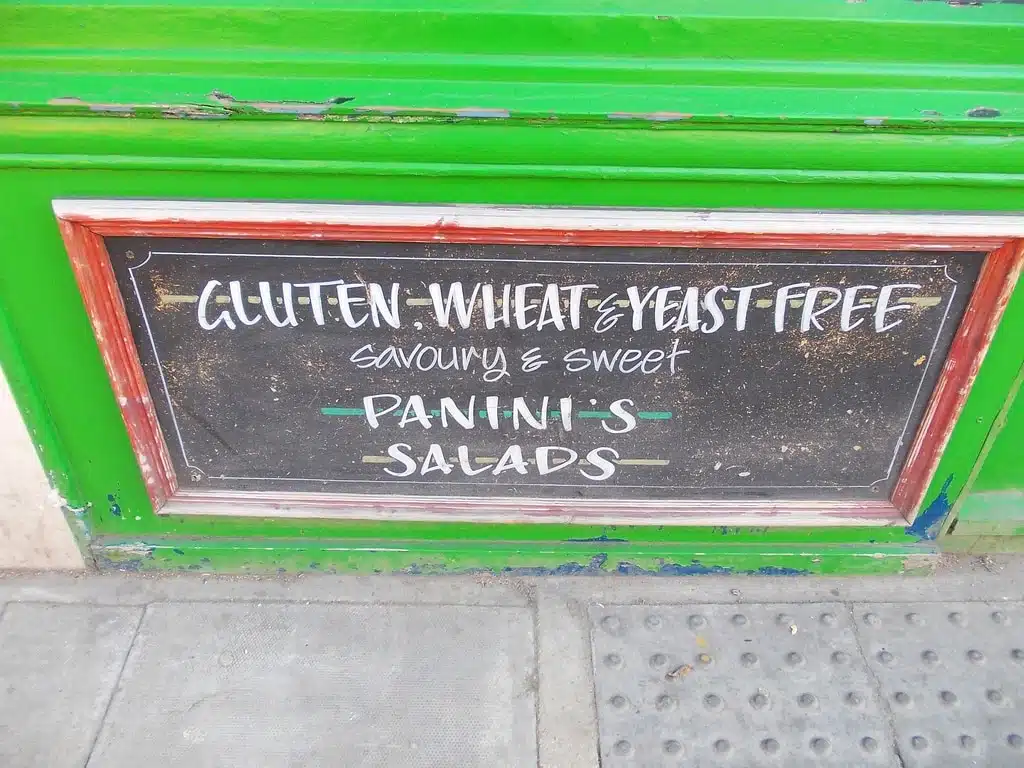 GLUTEN, WHEAT & YEAST FREE
savoury & sweet
PANINI'S
SALADS